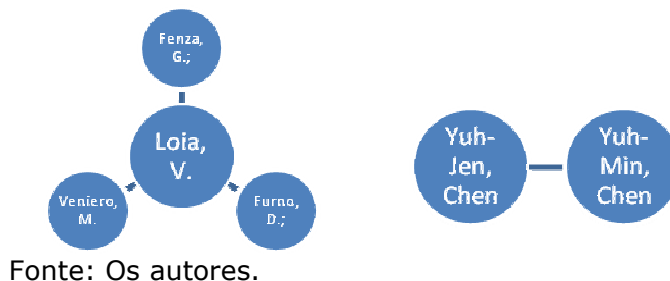 Fenza,
G.;
Loia,
V.
Veniero,
M.
Furno,
D.;
Yuh-
Jen,
Chen
Yuh-
Min,
Chen
Fonte: Os autores.